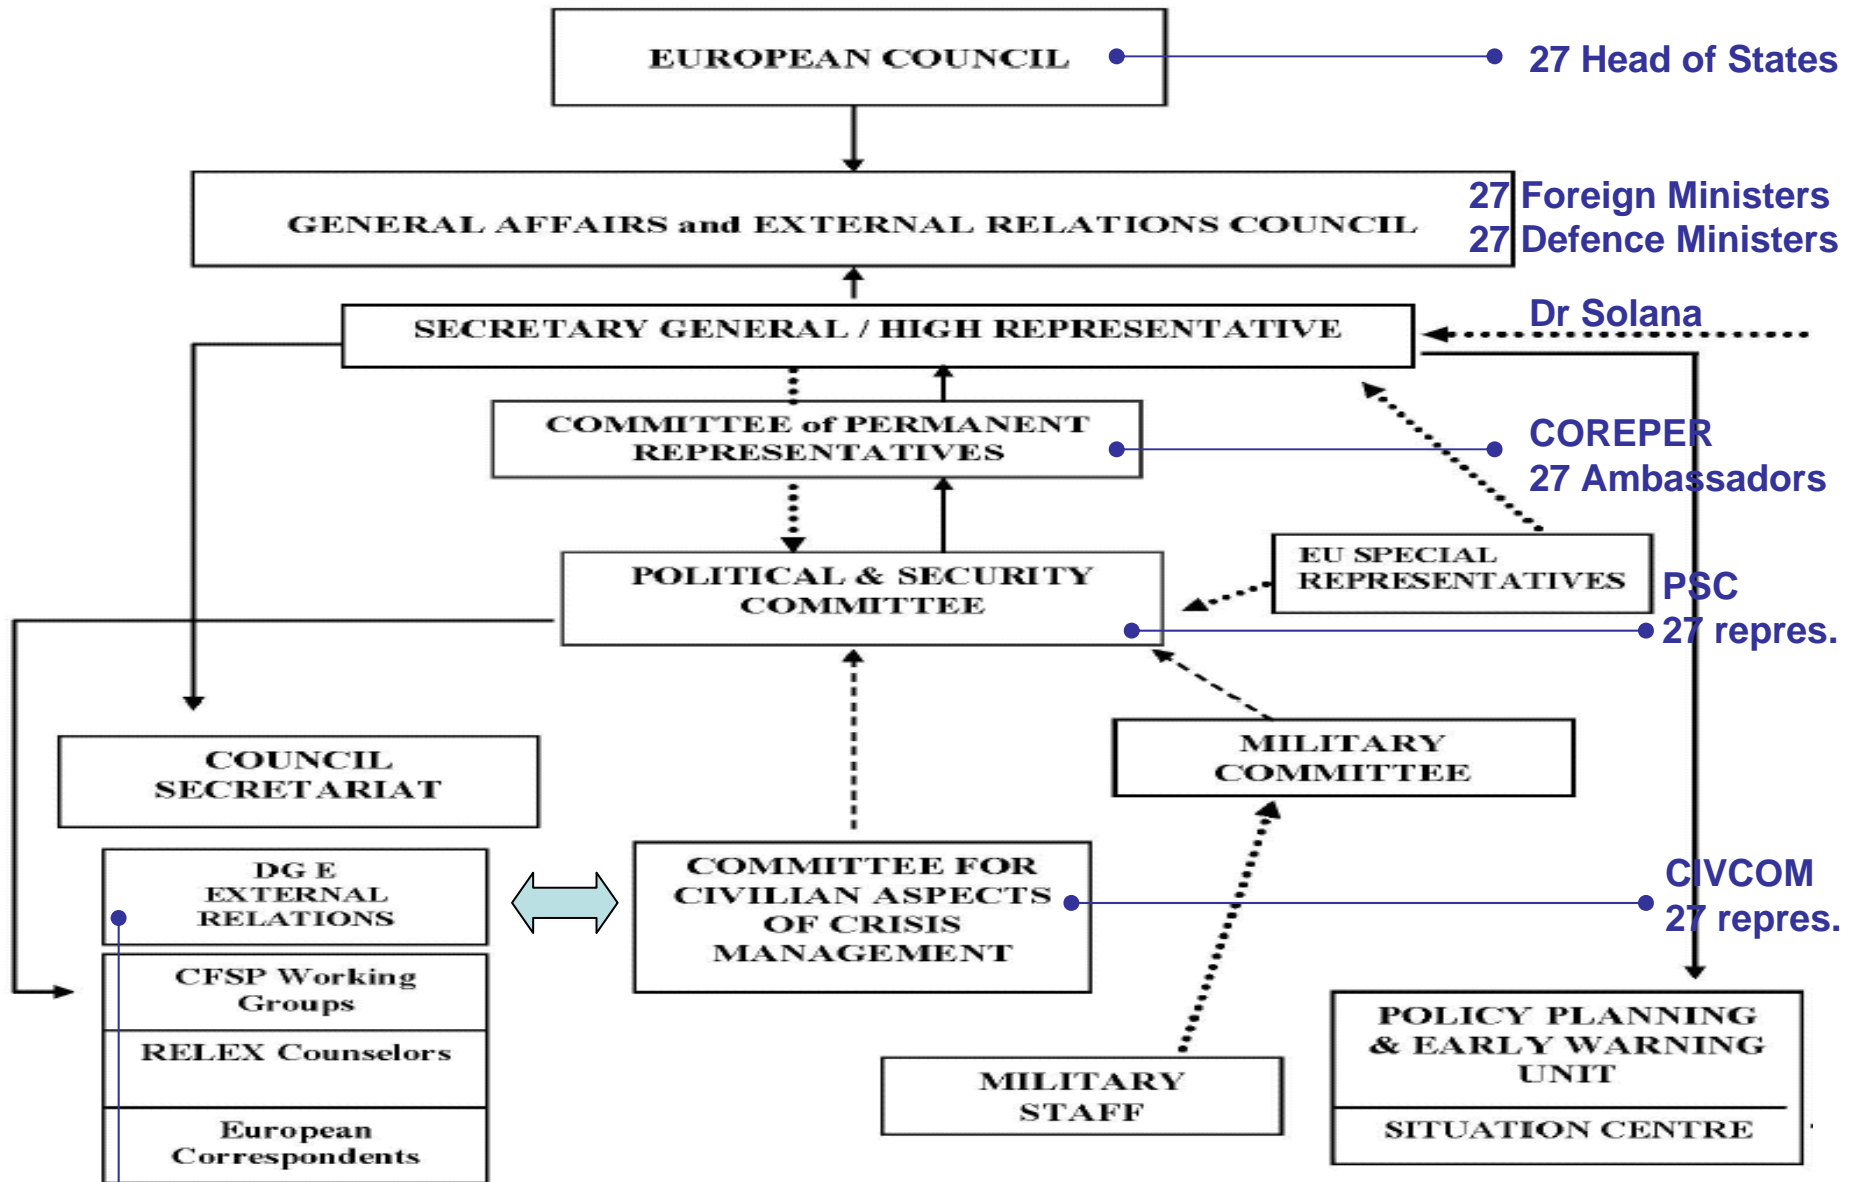 EUROPEAN COUNCIL
27 Head of States
GENERAL AFFAIRS and EXTERNAL RELATIONS COUNCIL
27 Foreign Ministers
27 Defence Ministers
SECRETARY GENERAL / HIGH REPRESENTATIVE
Dr Solana
COMMITTEE of PERMANENT
REPRESENTATIVES
COREPER
27 Ambassadors
POLITICAL & SECURITY
COMMITTEE
EU SPECIAL
REPRESENTATIVES
PSC
27 repres.
COUNCIL
SECRETARIAT
MILITARY
COMMITTEE
DG E
EXTERNAL
RELATIONS
COMMITTEE FOR
CIVILIAN ASPECTS
OF CRISIS
MANAGEMENT
CIVCOM
27 repres.
CFSP Working
Groups
RELEX Counselors
European
Correspondents
MILITARY
STAFF
POLICY PLANNING
& EARLY WARNING
UNIT
SITUATION CENTRE